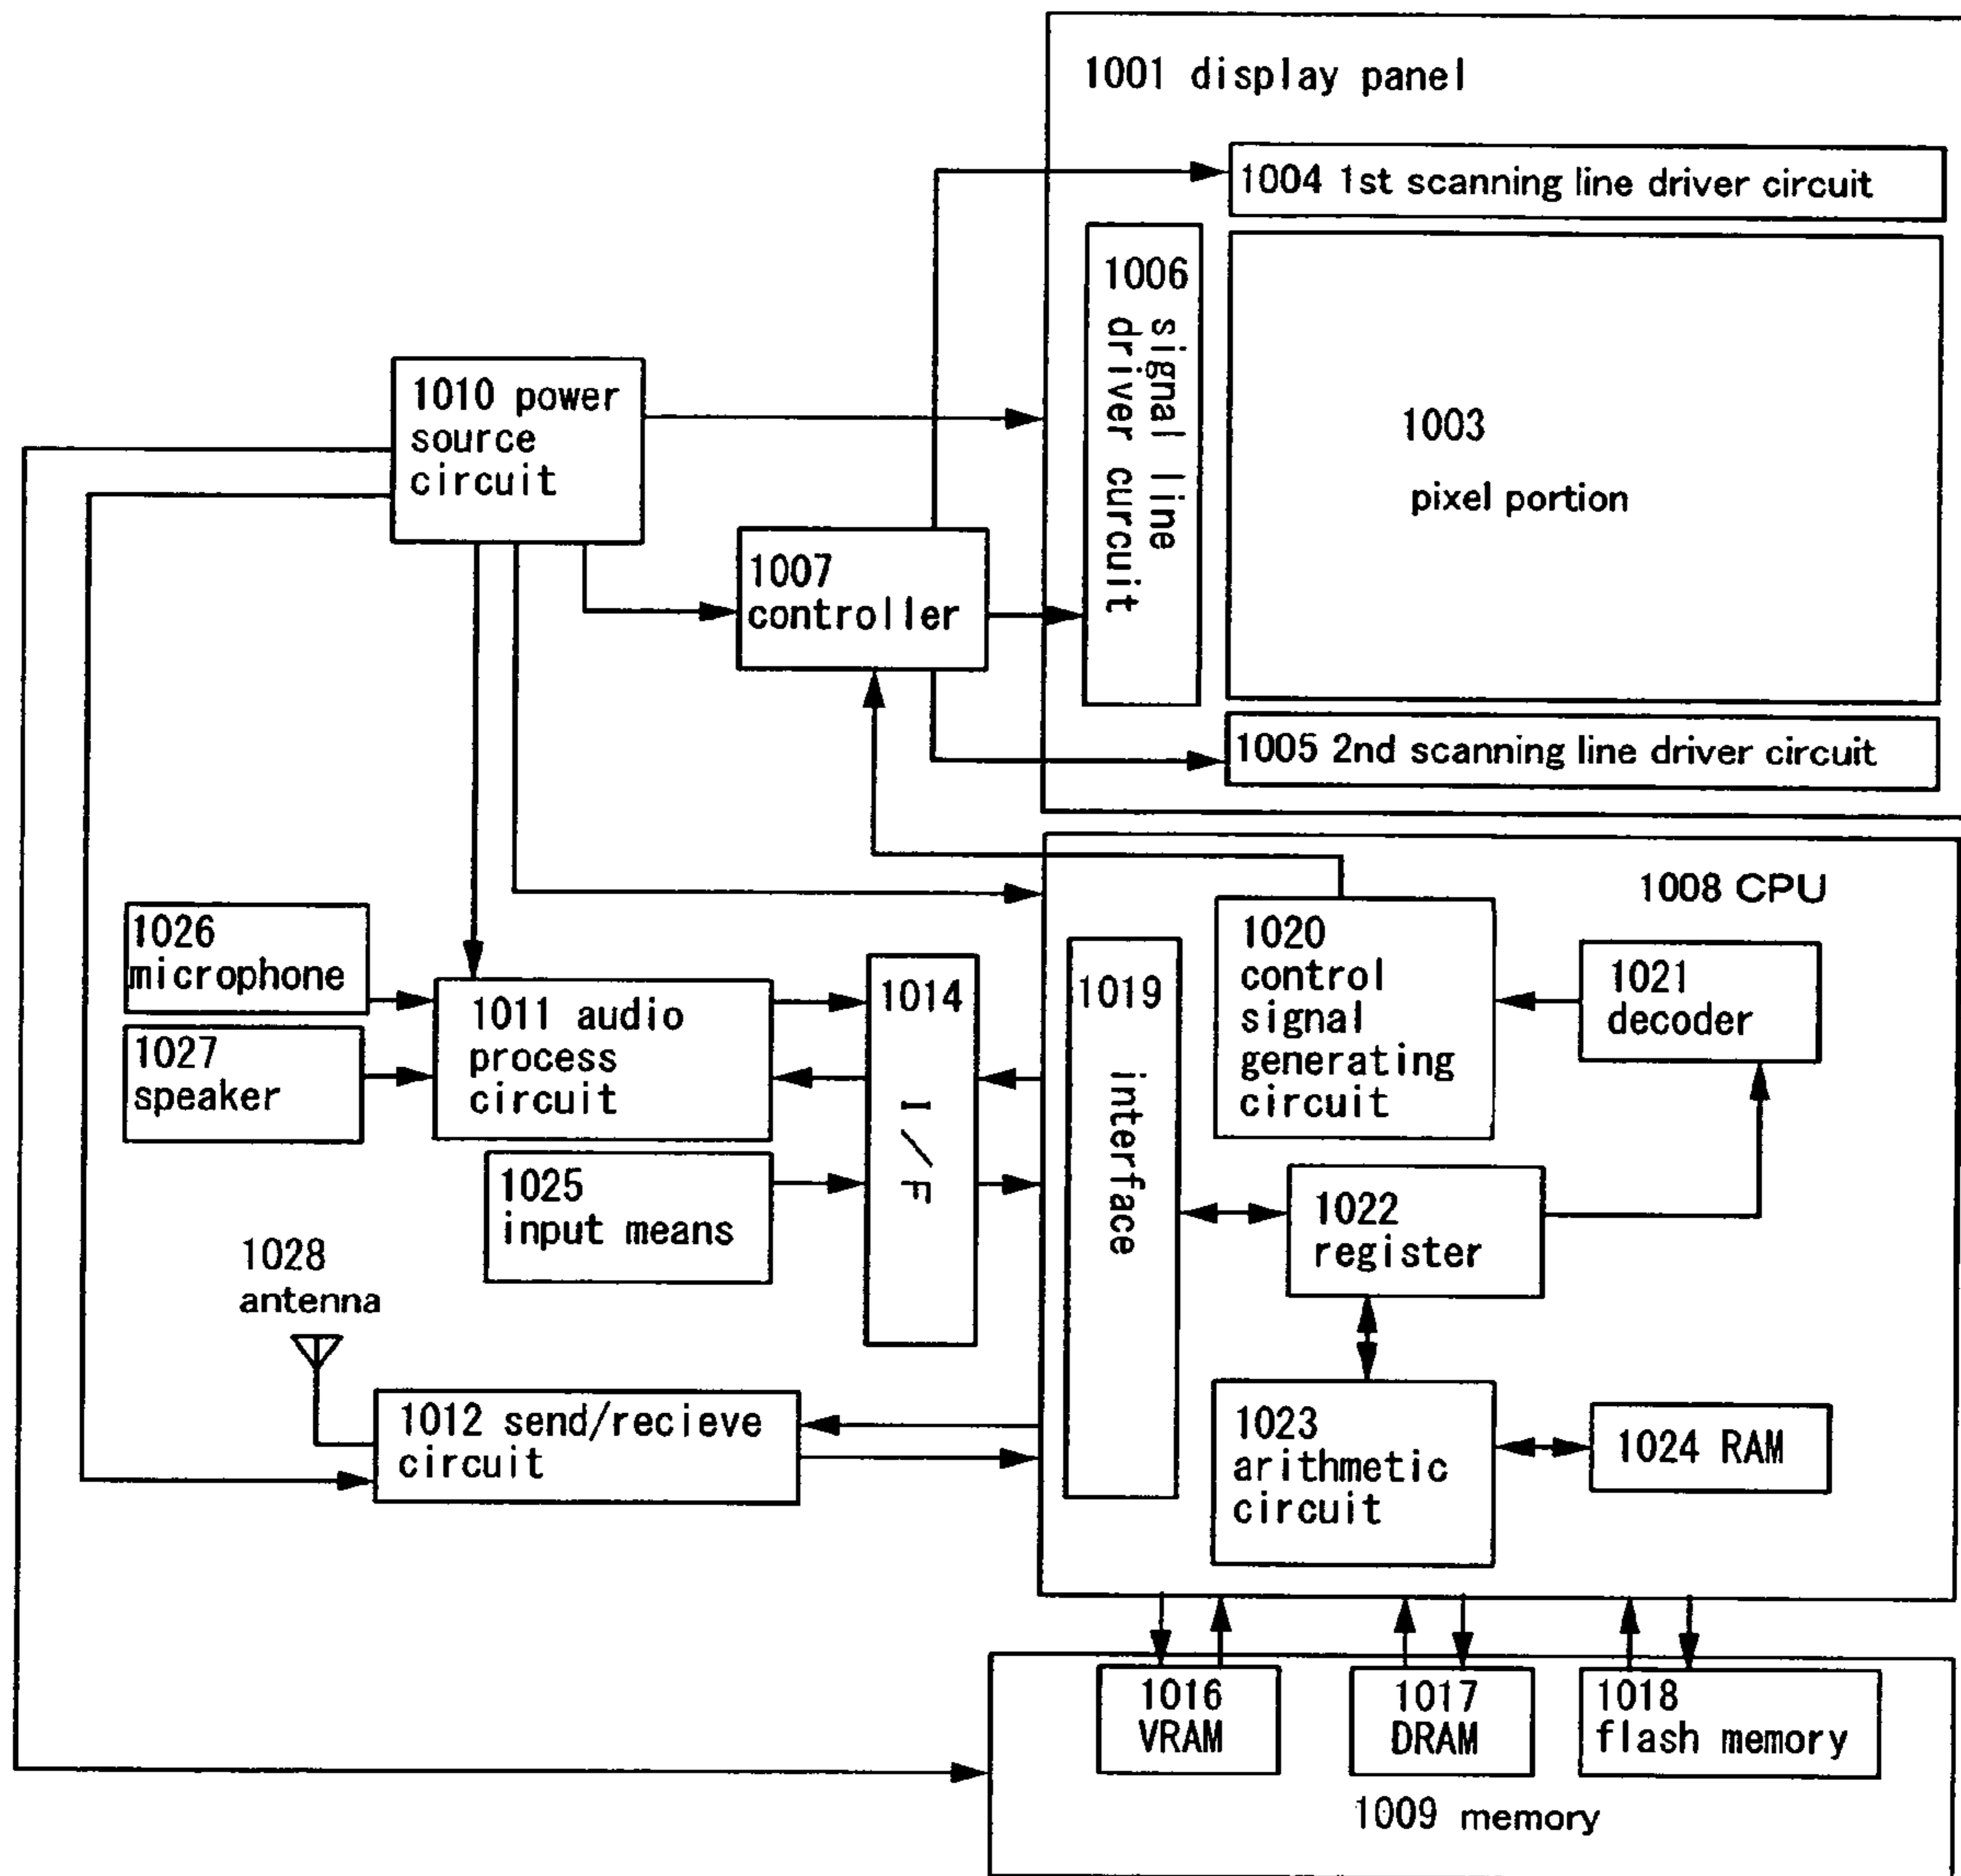 1001 display panel
1004 1st scanning line driver circuit
1006 signal line
driver curcuit
1003
pixel portion
1005 2nd scanning line driver circuit
1010 power
source
circuit
1007
controller
1008 CPU
1020
control
signal
generating
circuit
1021
decoder
1019 interface
1022
register
1023
arithmetic
circuit
1024 RAM
1026
microphone
1027
speaker
1011 audio
process
circuit
1014 I/F
1025
input means
1028
antenna
1012 send/recieve
circuit
1016
VRAM
1017
DRAM
1018
flash memory
1009 memory